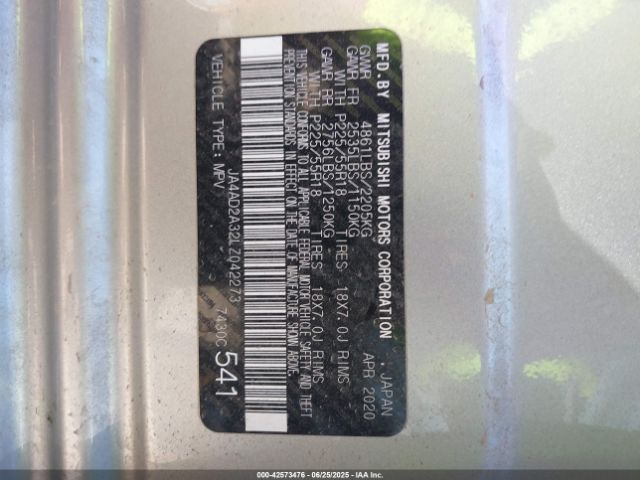 MFD.BY MITSUBISHI MOTORS CORPORATION : JAPAN
GVWR 4861LBS/2205KG APR 2020
GAWR FR 2535LBS/1150KG
WITH P225/55R18 TIRES 18X7.0J RIMS
GAWR RR 2756LBS/1250KG
WITH P225/55R18 TIRES 18X7.0J RIMS
THIS VEHICLE CONFORMS TO ALL APPLICABLE FEDERAL MOTOR VEHICLE SAFETY AND THEFT
PREVENTION STANDARDS IN EFFECT ON THE DATE OF MANUFACTURE SHOWN ABOVE.
JA4AD2A32LZ042273 7430C 541
VEHICLE TYPE:MPV
000-42573476 | 06/25/2025 - IAAI.com